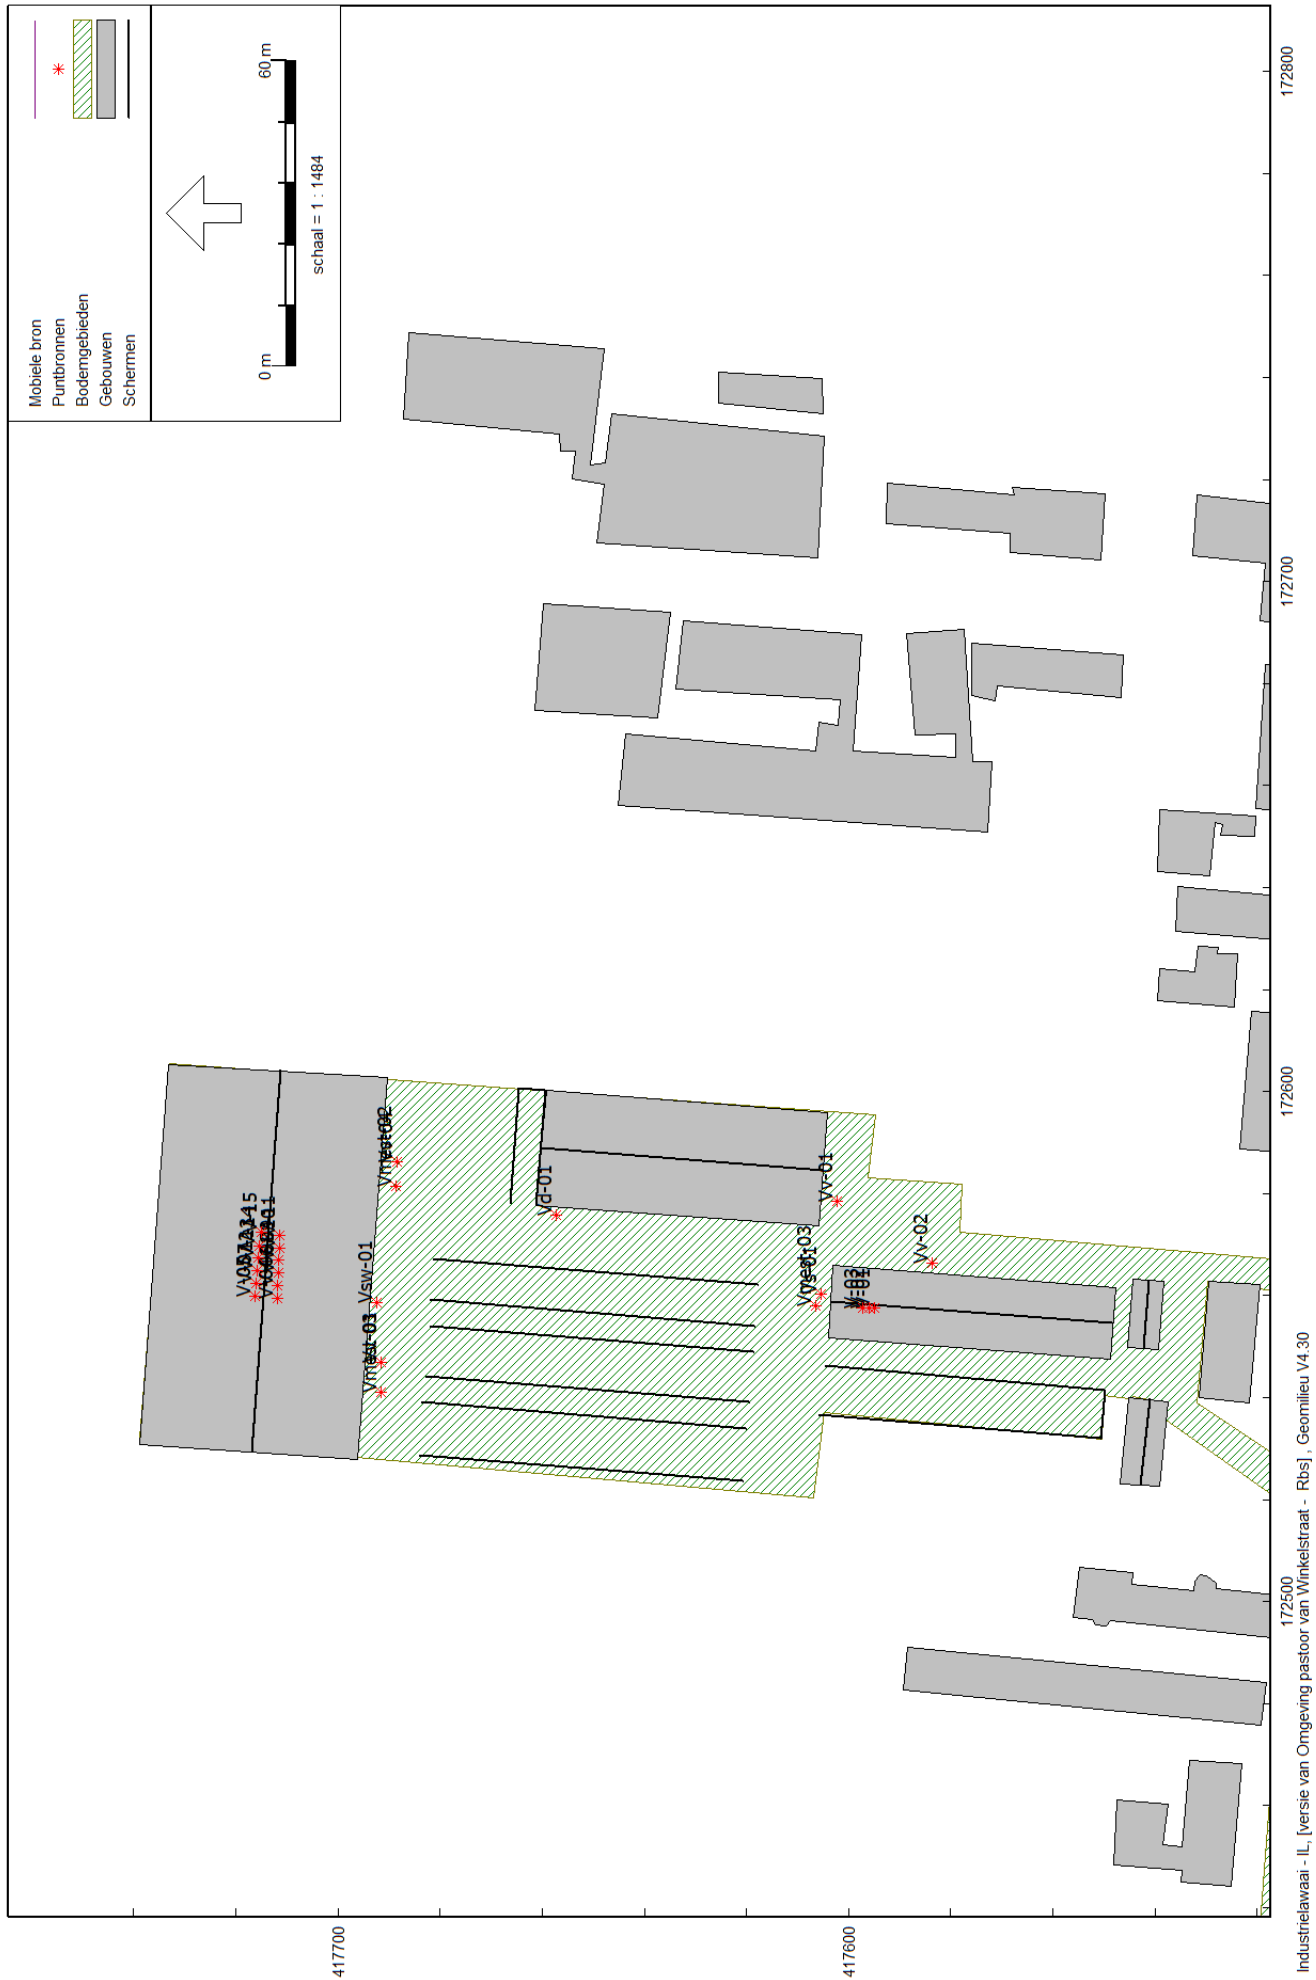 Mobiele bron
Puntbronnen
Bodemgebieden
Gebouwen
Schermen
0 m
60 m
schaal = 1 : 1484
Vsw-01
Vd-01
Vv-01
Vv-02
417700
417600
172500
172600
172700
172800
Industrielawaai - IL, [versie van Omgeving pastoor van Winkelstraat - Rbs] , Geomilieu V4.30